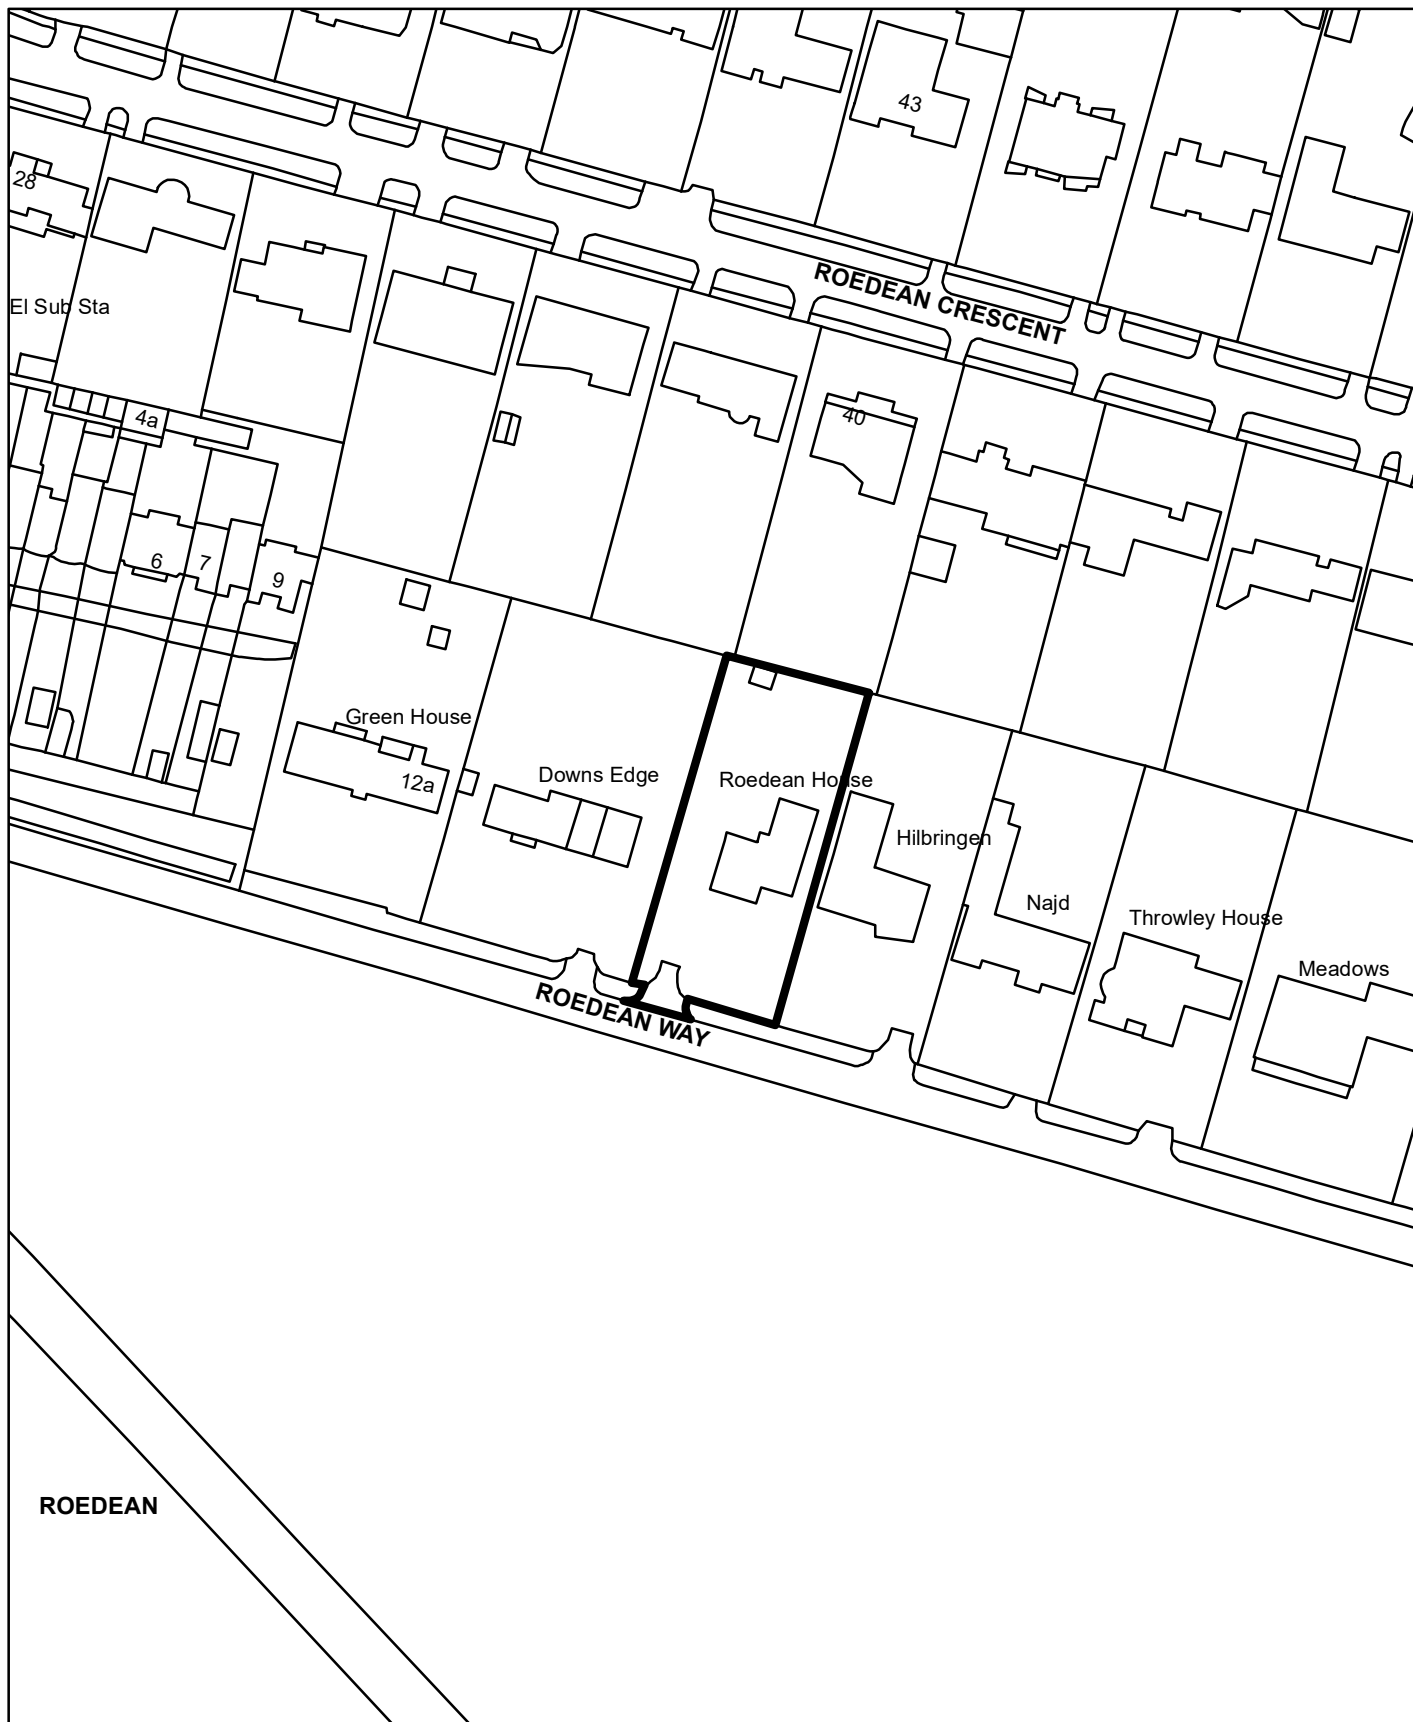 43
28
ROEDEAN CRESCENT
El Sub Sta
4a
40
6
7
9
Green House
12a
Downs Edge
Roedean House
Hilbringen
Najd
Throwley House
Meadows
ROEDEAN WAY
ROEDEAN